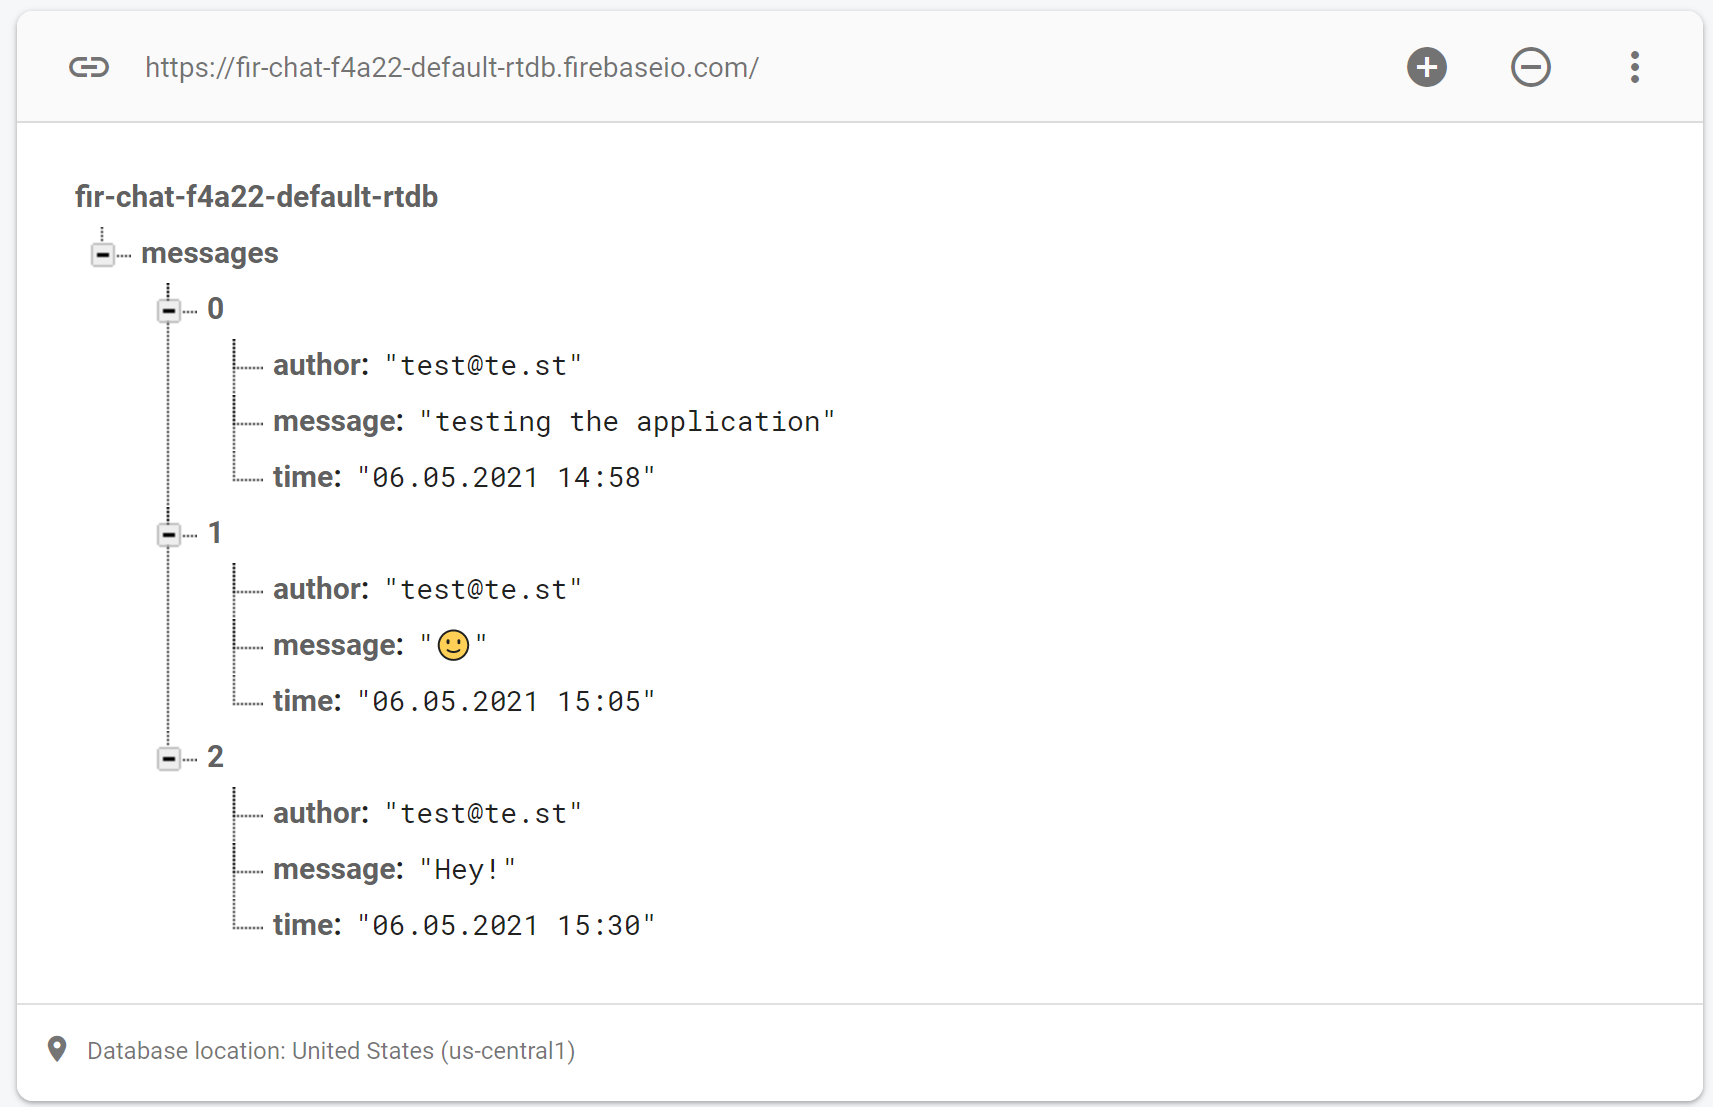 https://fir-chat-f4a22-default-rtdb.firebaseio.com/
fir-chat-f4a22-default-rtdb
messages
0
author: "test@te.st"
message: "testing the application"
time: "06.05.2021 14:58"
1
author: "test@te.st"
message: "🙂"
time: "06.05.2021 15:05"
2
author: "test@te.st"
message: "Hey!"
time: "06.05.2021 15:30"
Database location: United States (us-central1)